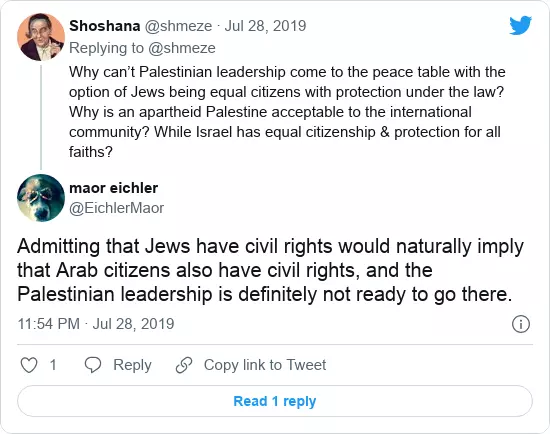 Shoshana @shmeze · Jul 28, 2019
Replying to @shmeze
Why can’t Palestinian leadership come to the peace table with the
option of Jews being equal citizens with protection under the law?
Why is an apartheid Palestine acceptable to the international
community? While Israel has equal citizenship & protection for all
faiths?
maor eichler
@EichlerMaor
Admitting that Jews have civil rights would naturally imply
that Arab citizens also have civil rights, and the
Palestinian leadership is definitely not ready to go there.
11:54 PM · Jul 28, 2019
1 Reply Copy link to Tweet
Read 1 reply